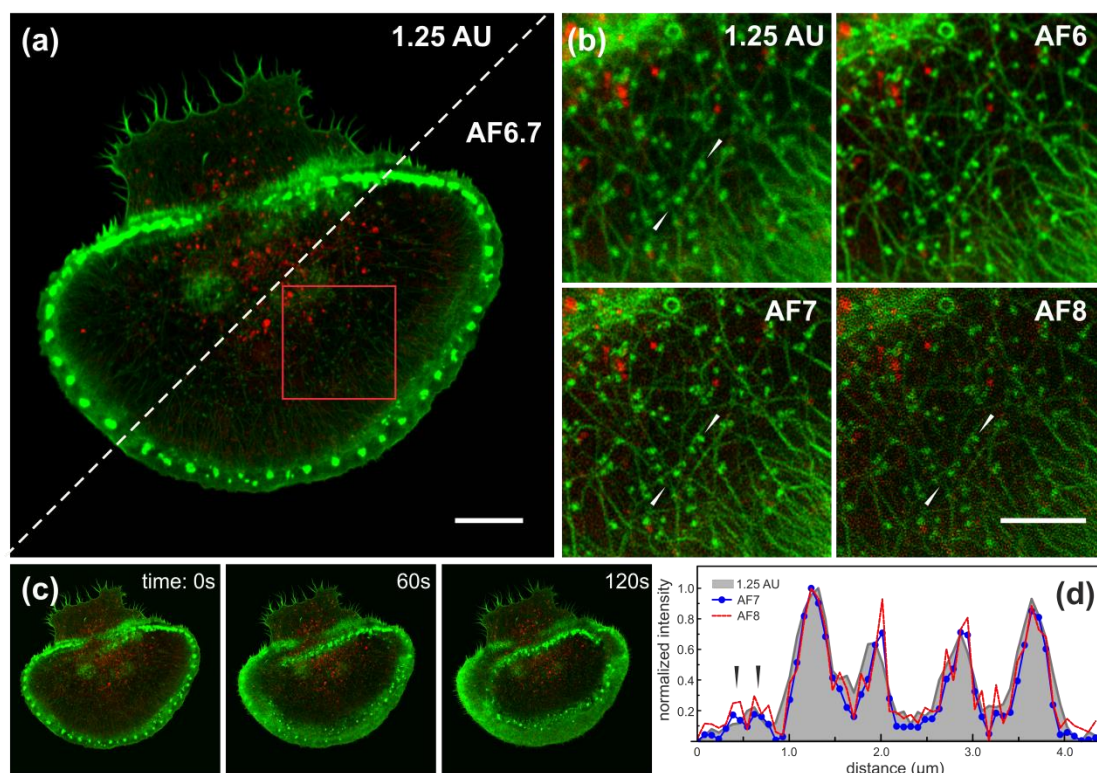 (a)
1.25 AU
AF6.7
(b)
1.25 AU
AF6
AF7
AF8
(c)
time: 0s
60s
120s
(d)
1.25 AU
AF7
AF8
normalized intensity
1.0
0.8
0.6
0.4
0.2
0
1.0
2.0
3.0
4.0
distance (um)